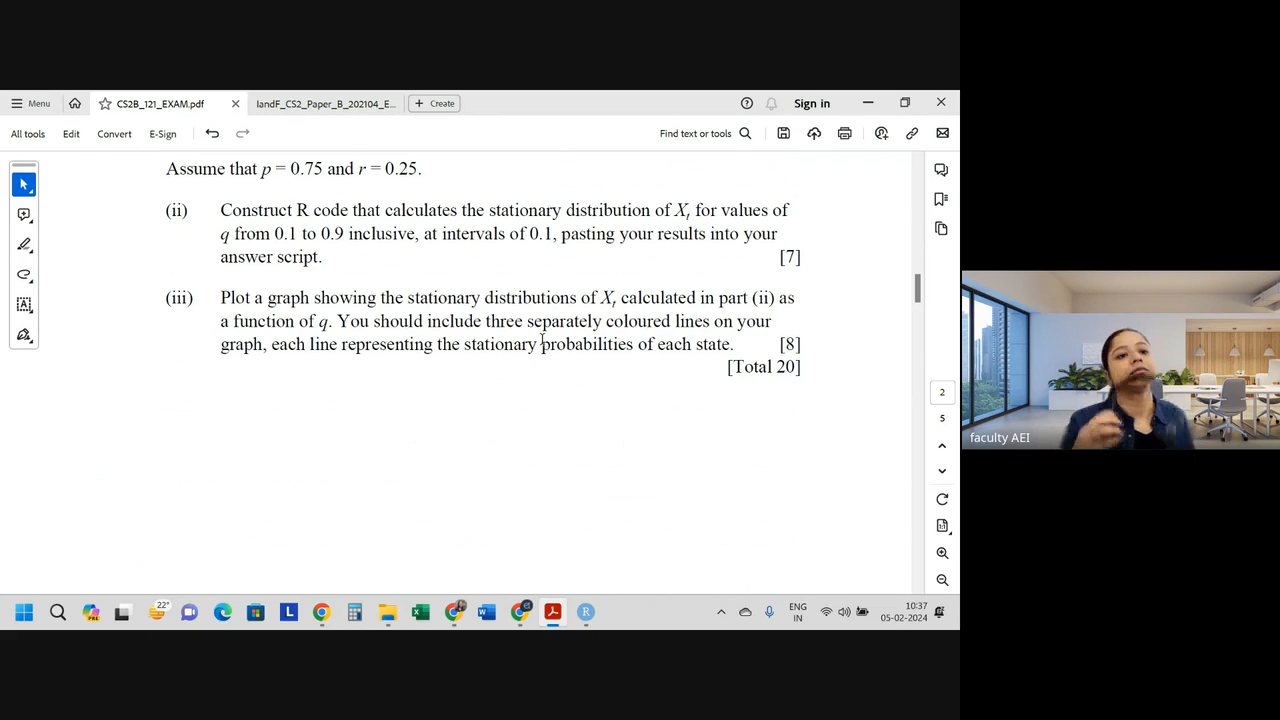 Menu
CS2B_121_EXAM.pdf
IandF_CS2_Paper_B_202104_E...
Create
Sign in
All tools
Edit
Convert
E-Sign
Find text or tools
Assume that p = 0.75 and r = 0.25.
(ii) Construct R code that calculates the stationary distribution of Xt for values of
q from 0.1 to 0.9 inclusive, at intervals of 0.1, pasting your results into your
answer script. [7]
(iii) Plot a graph showing the stationary distributions of Xt calculated in part (ii) as
a function of q. You should include three separately coloured lines on your
graph, each line representing the stationary probabilities of each state. [8]
[Total 20]
2
5
faculty AEI
22°
ENG
IN
10:37
05-02-2024